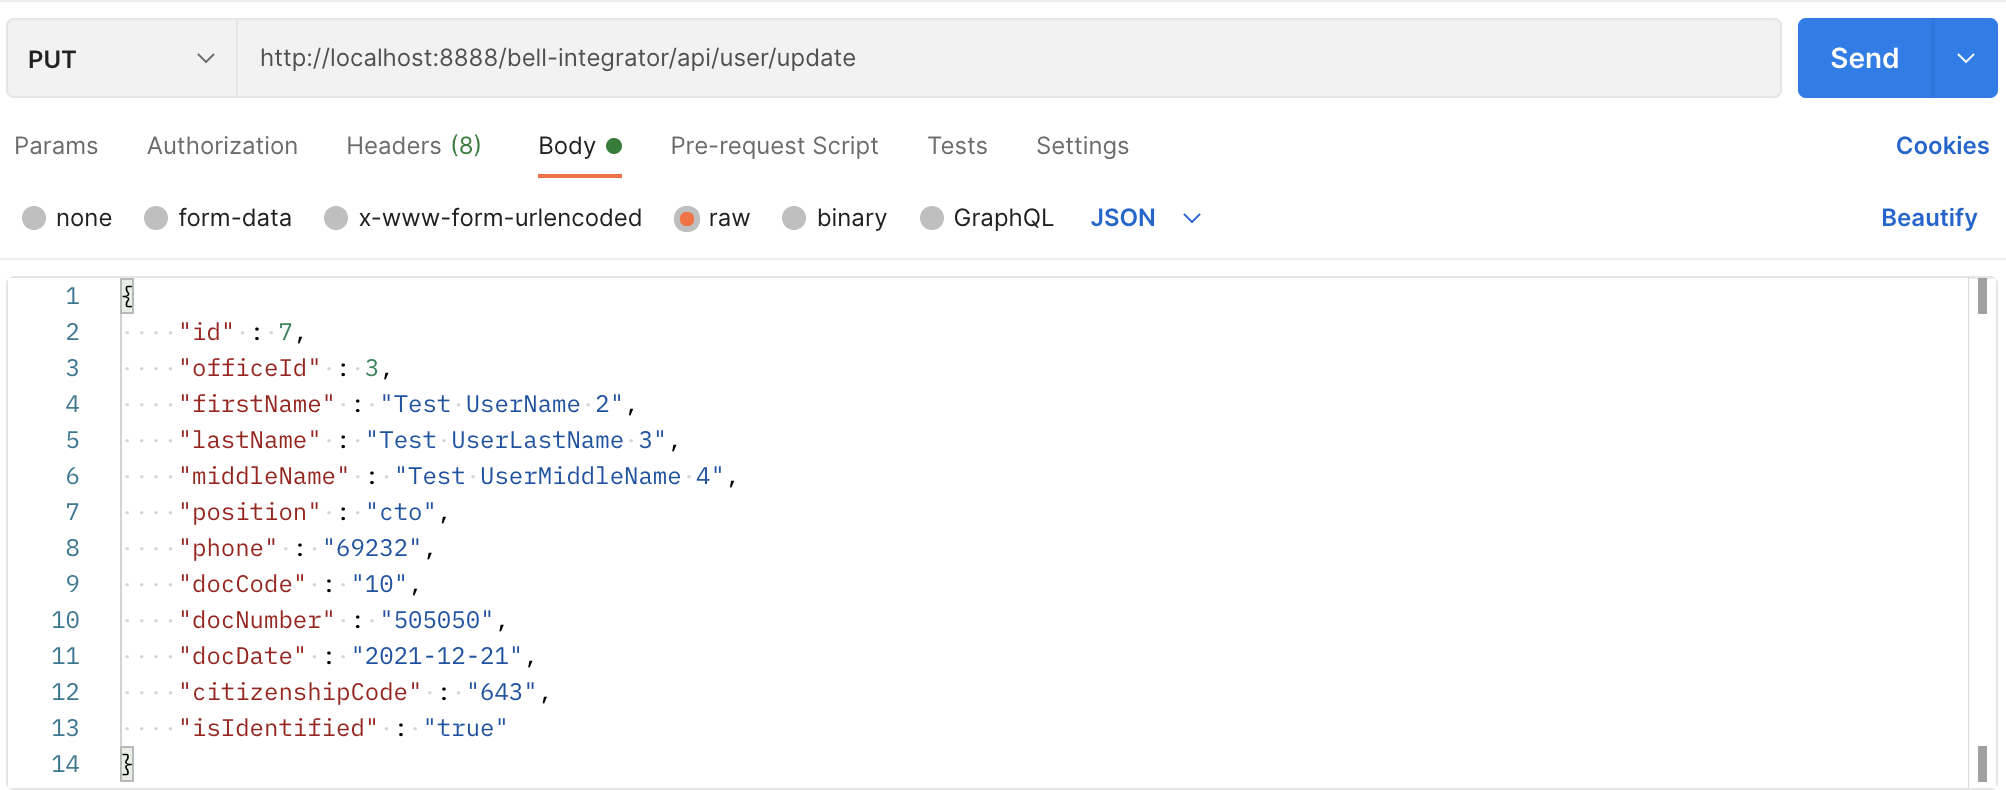 PUT http://localhost:8888/bell-integrator/api/user/update Send
Params Authorization Headers (8) Body Pre-request Script Tests Settings Cookies
none form-data x-www-form-urlencoded raw binary GraphQL JSON Beautify
1 {
2 "id" : 7,
3 "officeId" : 3,
4 "firstName" : "Test UserName 2",
5 "lastName" : "Test UserLastName 3",
6 "middleName" : "Test UserMiddleName 4",
7 "position" : "cto",
8 "phone" : "69232",
9 "docCode" : "10",
10 "docNumber" : "505050",
11 "docDate" : "2021-12-21",
12 "citizenshipCode" : "643",
13 "isIdentified" : "true"
14 }